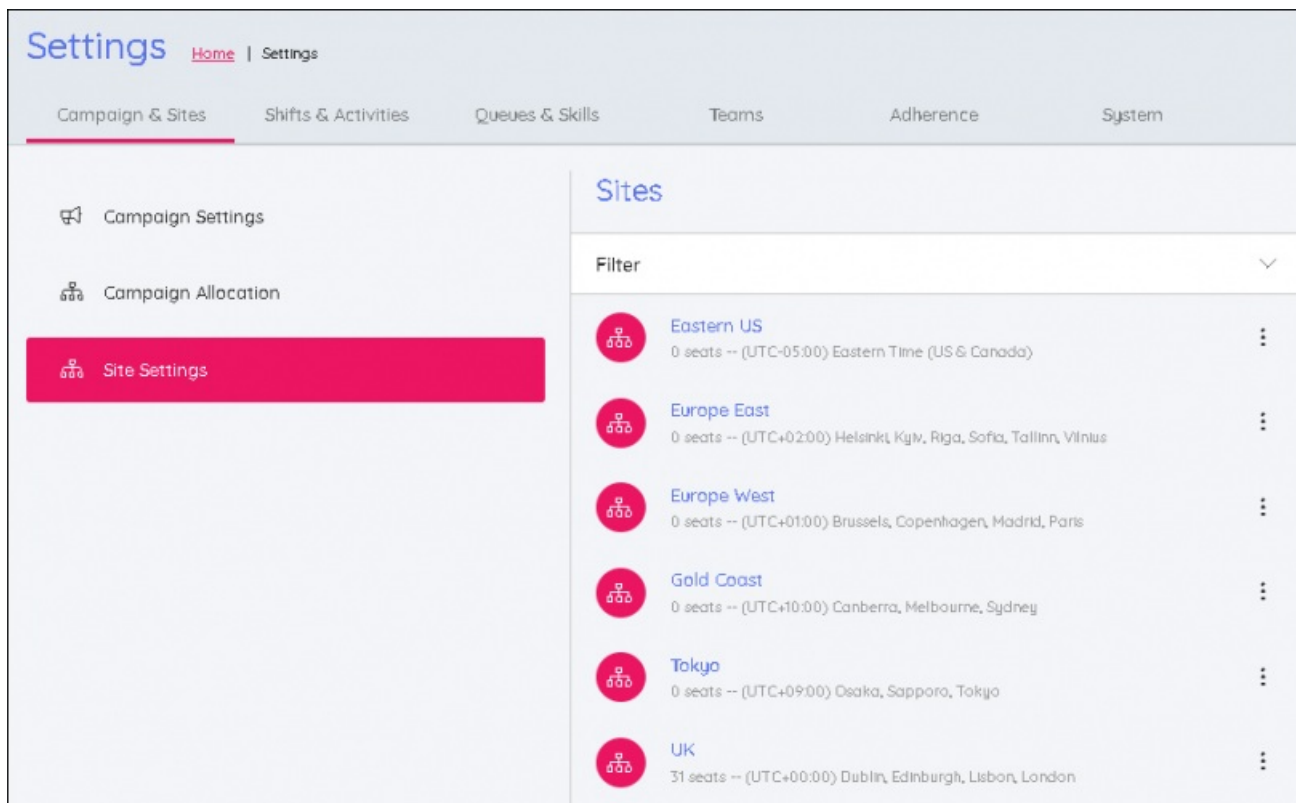 Settings Home | Settings
Campaign & Sites Shifts & Activities Queues & Skills Teams Adherence System
Campaign Settings
Campaign Allocation
Site Settings
Sites
Filter
Eastern US
0 seats -- (UTC-05:00) Eastern Time (US & Canada)
Europe East
0 seats -- (UTC+02:00) Helsinki, Kyiv, Riga, Sofia, Tallinn, Vilnius
Europe West
0 seats -- (UTC+01:00) Brussels, Copenhagen, Madrid, Paris
Gold Coast
0 seats -- (UTC+10:00) Canberra, Melbourne, Sydney
Tokyo
0 seats -- (UTC+09:00) Osaka, Sapporo, Tokyo
UK
31 seats -- (UTC+00:00) Dublin, Edinburgh, Lisbon, London